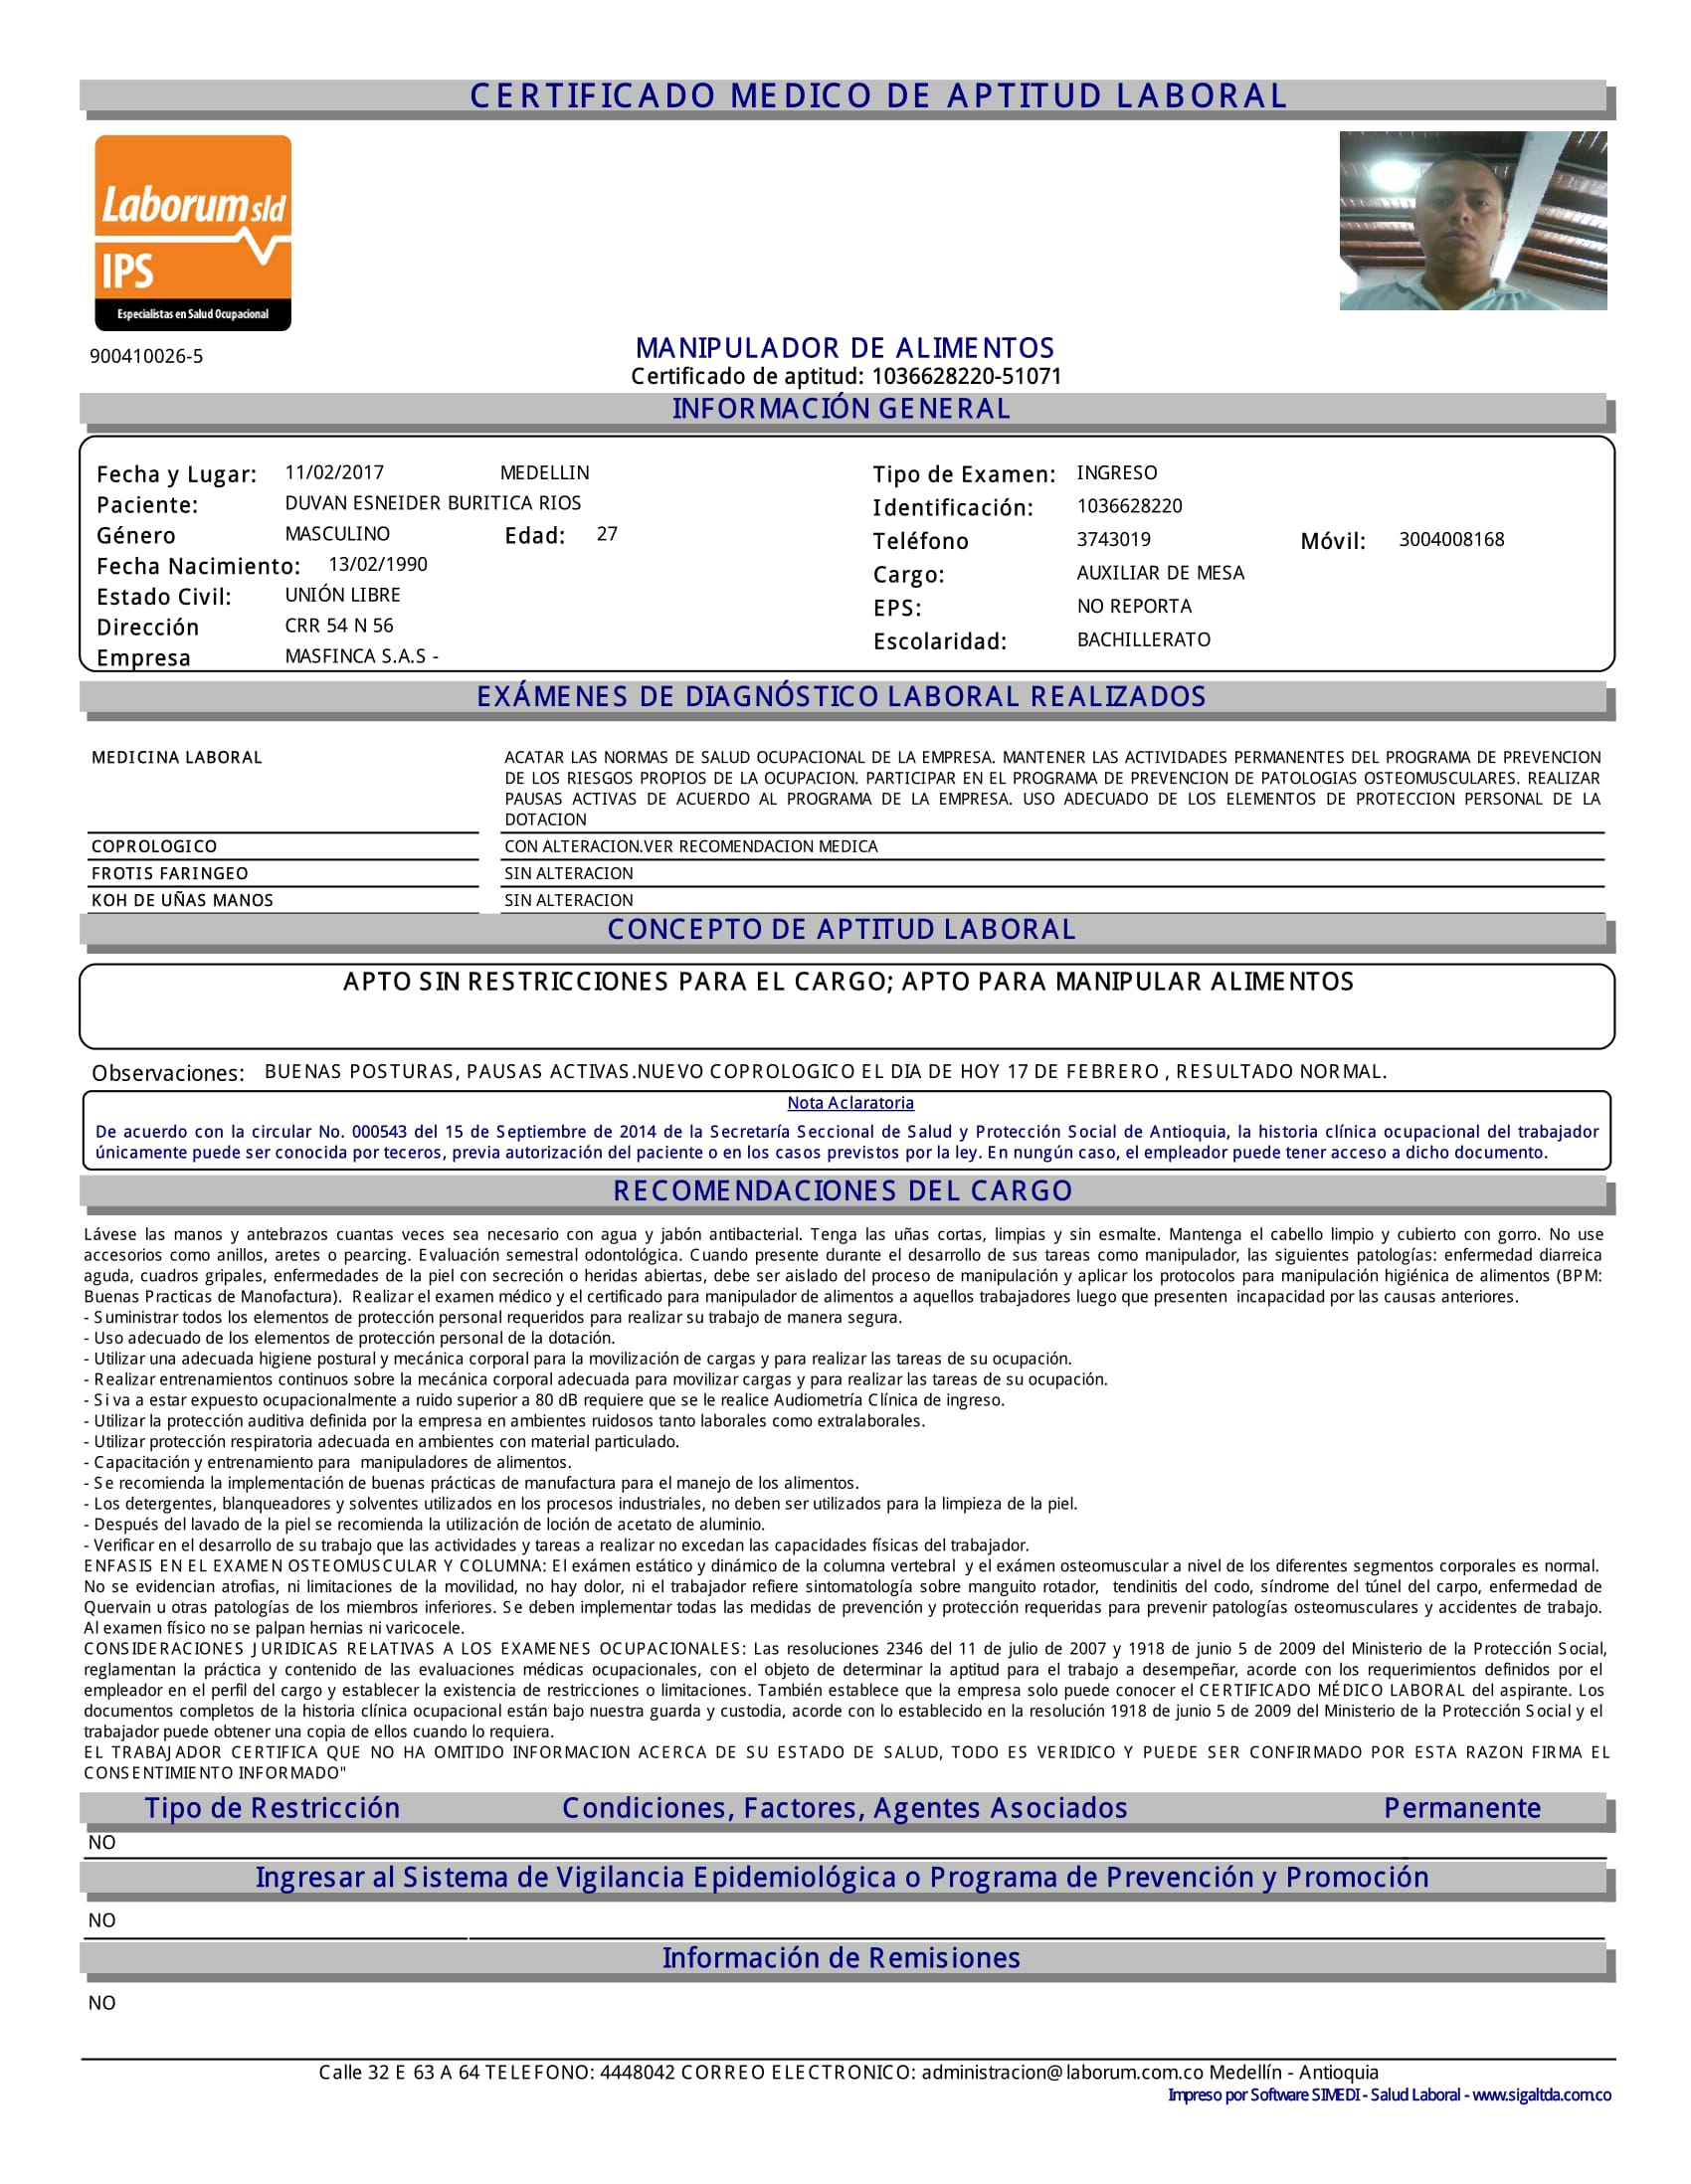 CERTIFICADO MEDICO DE APTITUD LABORAL
Laborum sld
IPS
Especialistas en Salud Ocupacional
900410026-5
MANIPULADOR DE ALIMENTOS
Certificado de aptitud: 1036628220-51071
INFORMACIÓN GENERAL
Fecha y Lugar: 11/02/2017 MEDELLIN Tipo de Examen: INGRESO
Paciente: DUVAN ESNEIDER BURITICA RIOS Identificación: 1036628220
Género MASCULINO Edad: 27 Teléfono 3743019 Móvil: 3004008168
Fecha Nacimiento: 13/02/1990 Cargo: AUXILIAR DE MESA
Estado Civil: UNIÓN LIBRE EPS: NO REPORTA
Dirección CRR 54 N 56 Escolaridad: BACHILLERATO
Empresa MASFINCA S.A.S -
EXÁMENES DE DIAGNÓSTICO LABORAL REALIZADOS
MEDICINA LABORAL ACATAR LAS NORMAS DE SALUD OCUPACIONAL DE LA EMPRESA. MANTENER LAS ACTIVIDADES PERMANENTES DEL PROGRAMA DE PREVENCION
DE LOS RIESGOS PROPIOS DE LA OCUPACION. PARTICIPAR EN EL PROGRAMA DE PREVENCION DE PATOLOGIAS OSTEOMUSCULARES. REALIZAR
PAUSAS ACTIVAS DE ACUERDO AL PROGRAMA DE LA EMPRESA. USO ADECUADO DE LOS ELEMENTOS DE PROTECCION PERSONAL DE LA
DOTACION
COPROLOGICO CON ALTERACION.VER RECOMENDACION MEDICA
FROTIS FARINGEO SIN ALTERACION
KOH DE UÑAS MANOS SIN ALTERACION
CONCEPTO DE APTITUD LABORAL
APTO SIN RESTRICCIONES PARA EL CARGO; APTO PARA MANIPULAR ALIMENTOS
Observaciones: BUENAS POSTURAS, PAUSAS ACTIVAS.NUEVO COPROLOGICO EL DIA DE HOY 17 DE FEBRERO , RESULTADO NORMAL.
Nota Aclaratoria
De acuerdo con la circular No. 000543 del 15 de Septiembre de 2014 de la Secretaría Seccional de Salud y Protección Social de Antioquia, la historia clínica ocupacional del trabajador
únicamente puede ser conocida por teceros, previa autorización del paciente o en los casos previstos por la ley. En nungún caso, el empleador puede tener acceso a dicho documento.
RECOMENDACIONES DEL CARGO
Lávese las manos y antebrazos cuantas veces sea necesario con agua y jabón antibacterial. Tenga las uñas cortas, limpias y sin esmalte. Mantenga el cabello limpio y cubierto con gorro. No use
accesorios como anillos, aretes o pearcing. Evaluación semestral odontológica. Cuando presente durante el desarrollo de sus tareas como manipulador, las siguientes patologías: enfermedad diarreica
aguda, cuadros gripales, enfermedades de la piel con secreción o heridas abiertas, debe ser aislado del proceso de manipulación y aplicar los protocolos para manipulación higiénica de alimentos (BPM:
Buenas Practicas de Manofactura). Realizar el examen médico y el certificado para manipulador de alimentos a aquellos trabajadores luego que presenten incapacidad por las causas anteriores.
- Suministrar todos los elementos de protección personal requeridos para realizar su trabajo de manera segura.
- Uso adecuado de los elementos de protección personal de la dotación.
- Utilizar una adecuada higiene postural y mecánica corporal para la movilización de cargas y para realizar las tareas de su ocupación.
- Realizar entrenamientos continuos sobre la mecánica corporal adecuada para movilizar cargas y para realizar las tareas de su ocupación.
- Si va a estar expuesto ocupacionalmente a ruido superior a 80 dB requiere que se le realice Audiometría Clínica de ingreso.
- Utilizar la protección auditiva definida por la empresa en ambientes ruidosos tanto laborales como extralaborales.
- Utilizar protección respiratoria adecuada en ambientes con material particulado.
- Capacitación y entrenamiento para manipuladores de alimentos.
- Se recomienda la implementación de buenas prácticas de manufactura para el manejo de los alimentos.
- Los detergentes, blanqueadores y solventes utilizados en los procesos industriales, no deben ser utilizados para la limpieza de la piel.
- Después del lavado de la piel se recomienda la utilización de loción de acetato de aluminio.
- Verificar en el desarrollo de su trabajo que las actividades y tareas a realizar no excedan las capacidades físicas del trabajador.
ENFASIS EN EL EXAMEN OSTEOMUSCULAR Y COLUMNA: El exámen estático y dinámico de la columna vertebral y el exámen osteomuscular a nivel de los diferentes segmentos corporales es normal.
No se evidencian atrofias, ni limitaciones de la movilidad, no hay dolor, ni el trabajador refiere sintomatología sobre manguito rotador, tendinitis del codo, síndrome del túnel del carpo, enfermedad de
Quervain u otras patologías de los miembros inferiores. Se deben implementar todas las medidas de prevención y protección requeridas para prevenir patologías osteomusculares y accidentes de trabajo.
Al examen físico no se palpan hernias ni varicocele.
CONSIDERACIONES JURIDICAS RELATIVAS A LOS EXAMENES OCUPACIONALES: Las resoluciones 2346 del 11 de julio de 2007 y 1918 de junio 5 de 2009 del Ministerio de la Protección Social,
reglamentan la práctica y contenido de las evaluaciones médicas ocupacionales, con el objeto de determinar la aptitud para el trabajo a desempeñar, acorde con los requerimientos definidos por el
empleador en el perfil del cargo y establecer la existencia de restricciones o limitaciones. También establece que la empresa solo puede conocer el CERTIFICADO MÉDICO LABORAL del aspirante. Los
documentos completos de la historia clínica ocupacional están bajo nuestra guarda y custodia, acorde con lo establecido en la resolución 1918 de junio 5 de 2009 del Ministerio de la Protección Social y el
trabajador puede obtener una copia de ellos cuando lo requiera.
EL TRABAJADOR CERTIFICA QUE NO HA OMITIDO INFORMACION ACERCA DE SU ESTADO DE SALUD, TODO ES VERIDICO Y PUEDE SER CONFIRMADO POR ESTA RAZON FIRMA EL
CONSENTIMIENTO INFORMADO"
Tipo de Restricción Condiciones, Factores, Agentes Asociados Permanente
NO
Ingresar al Sistema de Vigilancia Epidemiológica o Programa de Prevención y Promoción
NO
Información de Remisiones
NO
Calle 32 E 63 A 64 TELEFONO: 4448042 CORREO ELECTRONICO: administracion@laborum.com.co Medellín - Antioquia
Impreso por Software SIMEDI - Salud Laboral - www.sigaltda.com.co